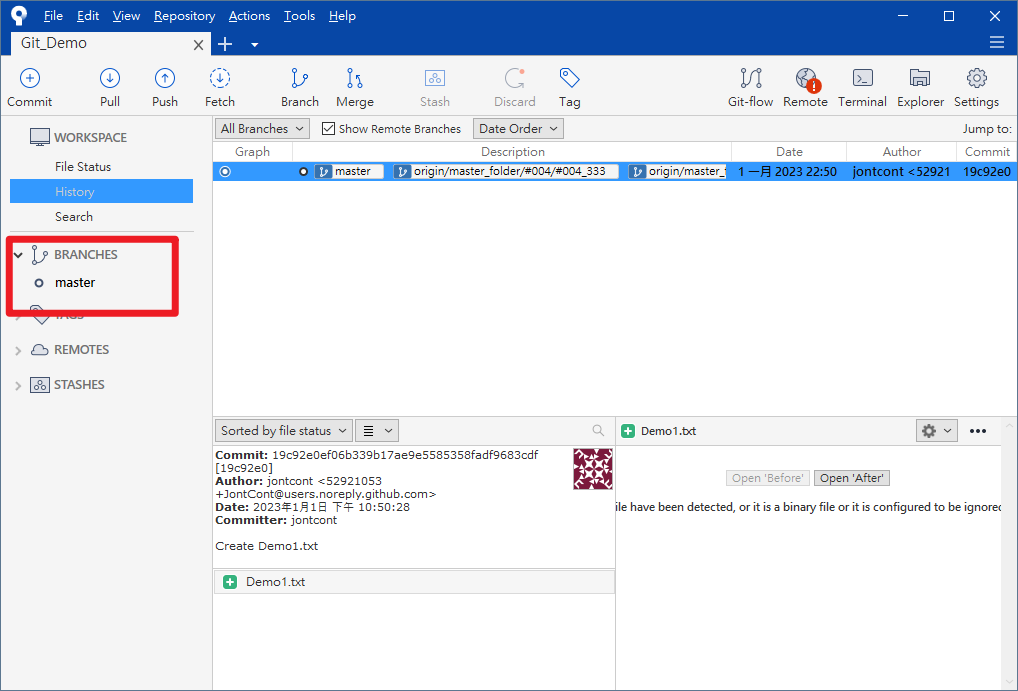 File Edit View Repository Actions Tools Help
Git_Demo
Commit Pull Push Fetch Branch Merge Stash Discard Tag Git-flow Remote Terminal Explorer Settings
WORKSPACE
File Status
History
Search
BRANCHES
master
TAGS
REMOTES
STASHES
All Branches Show Remote Branches Date Order Jump to:
Graph Description Date Author Commit
master origin/master_folder/#004/#004_333 origin/master_ 1 一月 2023 22:50 jontcont <52921 19c92e0
Sorted by file status
Commit: 19c92e0ef06b339b17ae9e5585358fadf9683cdf
[19c92e0]
Author: jontcont <52921053
+JontCont@users.noreply.github.com>
Date: 2023年1月1日 下午 10:50:28
Committer: jontcont
Create Demo1.txt
Demo1.txt
Demo1.txt
Open 'Before' Open 'After'
ile have been detected, or it is a binary file or it is configured to be ignored